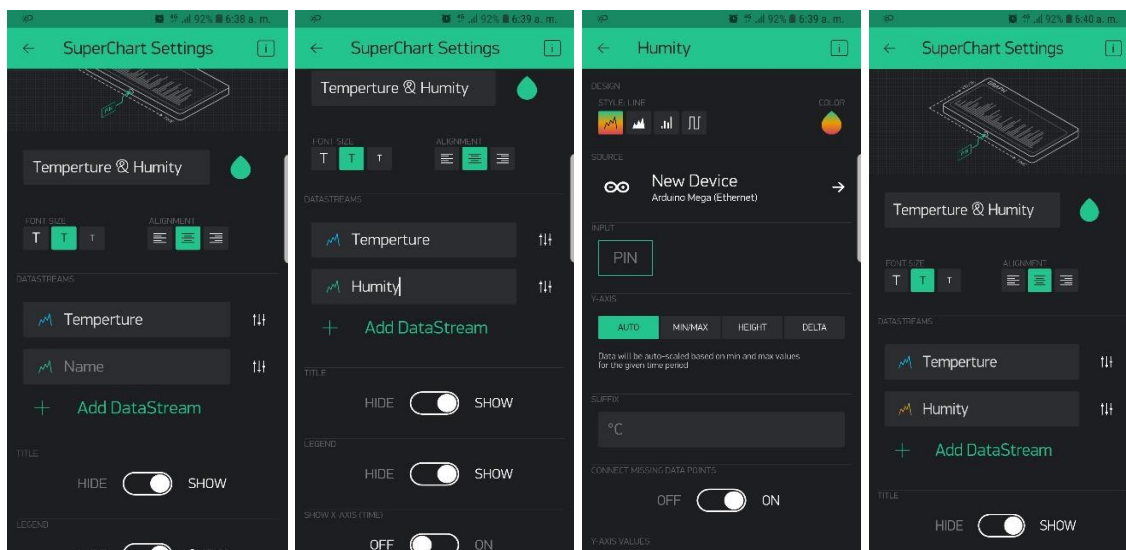 92% 6:38 a. m.
SuperChart Settings
Temperture & Humity
FONT SIZE
ALIGNMENT
T T T
DATASTREAMS
Temperture
Name
+ Add DataStream
TITLE
HIDE SHOW
LEGEND
92% 6:39 a. m.
SuperChart Settings
Temperture & Humity
FONT SIZE
ALIGNMENT
T T T
DATASTREAMS
Temperture
Humity
+ Add DataStream
TITLE
HIDE SHOW
LEGEND
HIDE SHOW
SHOW X-AXIS (TIME)
OFF ON
92% 6:39 a. m.
Humity
DESIGN
STYLE: LINE
COLOR
SOURCE
New Device
Arduino Mega (Ethernet)
INPUT
PIN
Y-AXIS
AUTO MIN/MAX HEIGHT DELTA
Data will be auto-scaled based on min and max values
for the given time period
SUFFIX
°C
CONNECT MISSING DATA POINTS
OFF ON
Y-AXIS VALUES
92% 6:40 a. m.
SuperChart Settings
GRAPH
Temperture & Humity
FONT SIZE
ALIGNMENT
T T T
DATASTREAMS
Temperture
Humity
+ Add DataStream
TITLE
HIDE SHOW